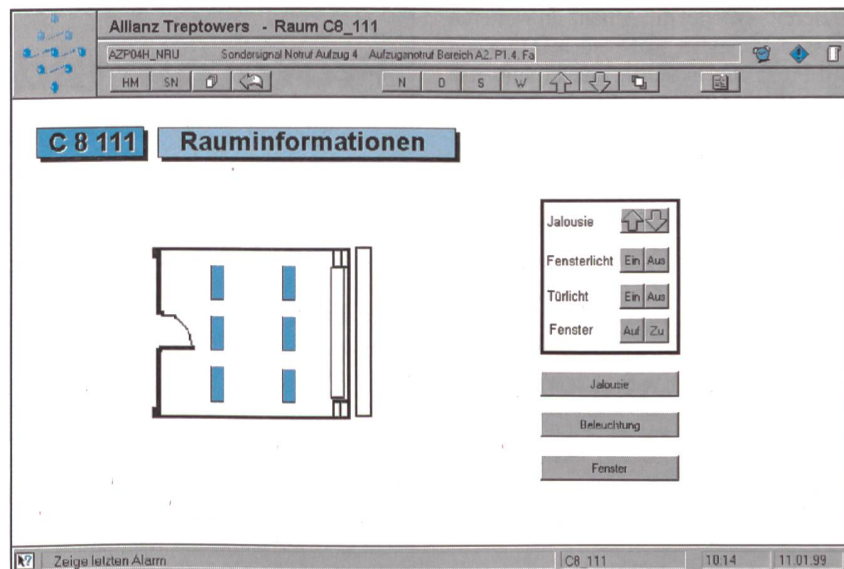 Allianz Treptowers - Raum C8_111
AZP04H_NRU Sondersignal Notruf Aufzug 4 Aufzugnotruf Bereich A2, P1.4. Fa
HM SN N D S W
C 8 111 Rauminformationen
Jalousie
Fensterlicht Ein Aus
Türlicht Ein Aus
Fenster Auf Zu
Jalousie
Beleuchtung
Fenster
Zeige letzten Alarm C8_111 10:14 11.01.99